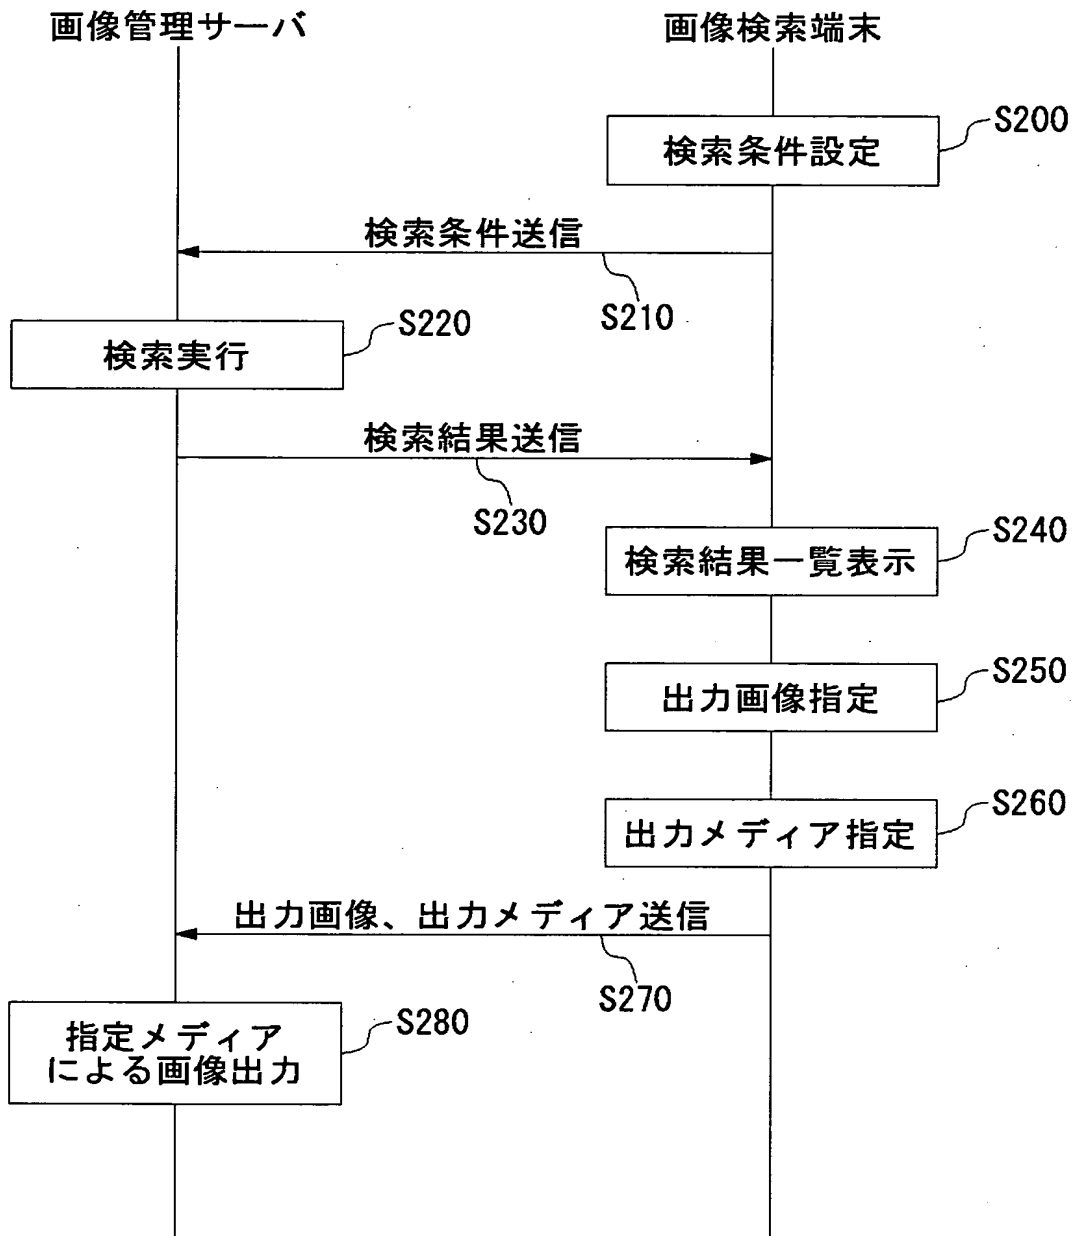 画像管理サーバ
画像検索端末
S200
検索条件設定
検索条件送信
S210
S220
検索実行
検索結果送信
S230
S240
検索結果一覧表示
S250
出力画像指定
S260
出力メディア指定
出力画像、出力メディア送信
S270
S280
指定メディア
による画像出力